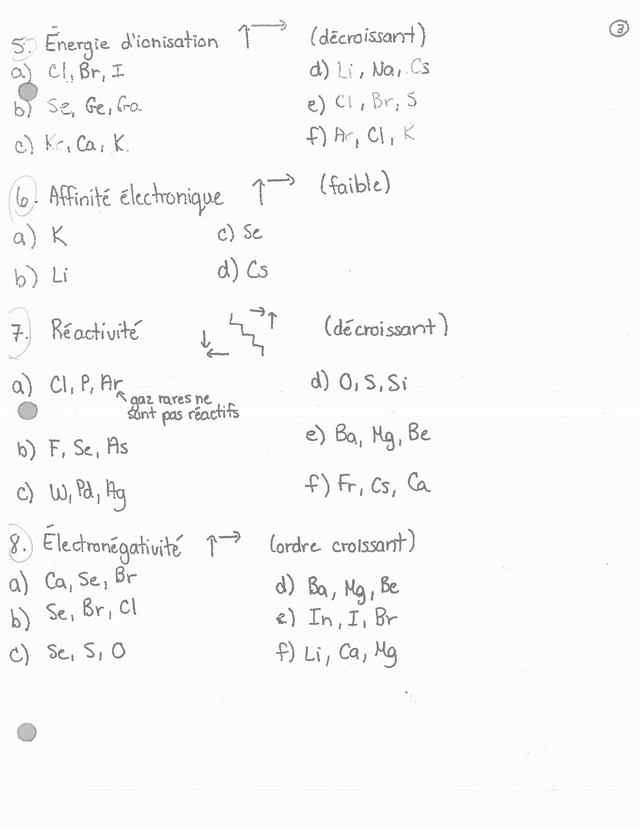 ③
5. Énergie d'ionisation ↑→ (décroissant)
a) Cl, Br, I
d) Li, Na, Cs
b) Se, Ge, Ga
e) Cl, Br, S
c) Kr, Ca, K
f) Ar, Cl, K
6. Affinité électronique ↑→ (faible)
a) K
c) Se
b) Li
d) Cs
7. Réactivité (décroissant)
a) Cl, P, Ar
gaz rares ne
sont pas réactifs
d) O, S, Si
b) F, Se, As
e) Ba, Mg, Be
c) W, Pd, Ag
f) Fr, Cs, Ca
8. Électronégativité ↑→ (ordre croissant)
a) Ca, Se, Br
d) Ba, Mg, Be
b) Se, Br, Cl
e) In, I, Br
c) Se, S, O
f) Li, Ca, Mg